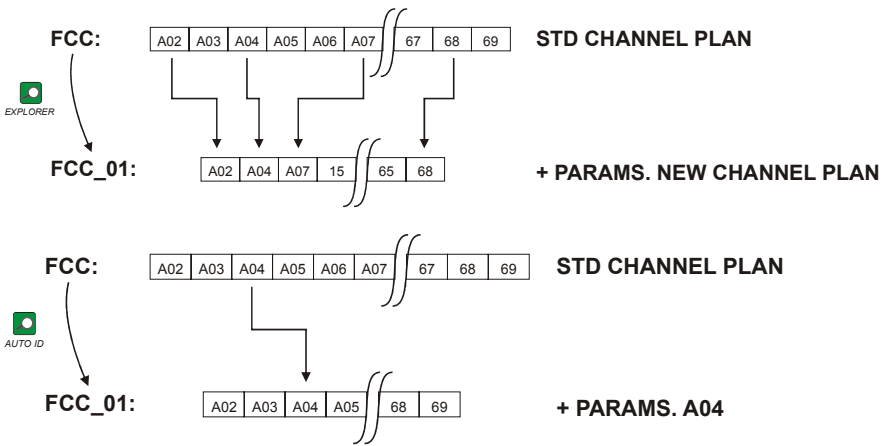 FCC: A02 A03 A04 A05 A06 A07 67 68 69 STD CHANNEL PLAN
EXPLORER
FCC_01: A02 A04 A07 15 65 68 + PARAMS. NEW CHANNEL PLAN
FCC: A02 A03 A04 A05 A06 A07 67 68 69 STD CHANNEL PLAN
AUTO ID
FCC_01: A02 A03 A04 A05 68 69 + PARAMS. A04